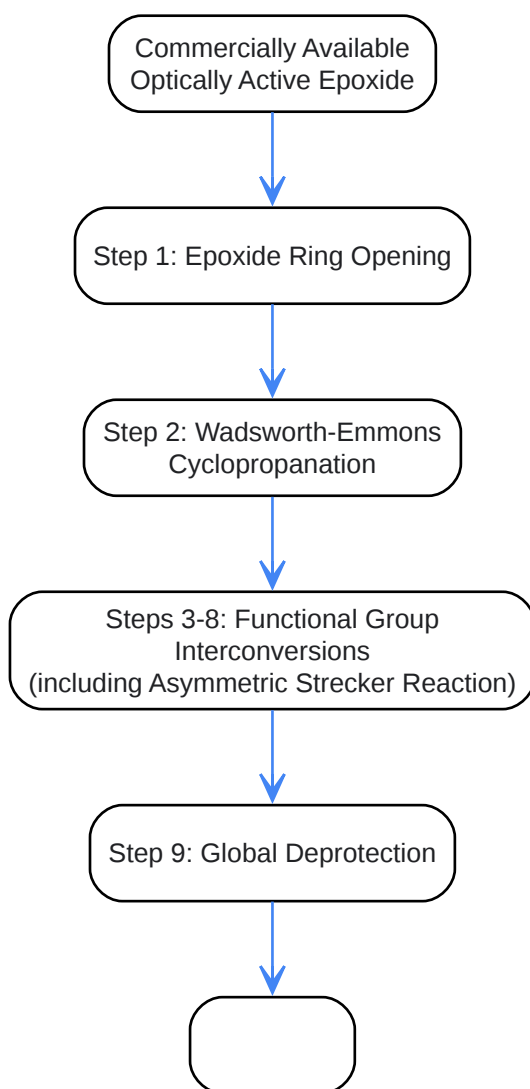 Commercially Available
Optically Active Epoxide
Step 1: Epoxide Ring Opening
Step 2: Wadsworth-Emmons
Cyclopropanation
Steps 3-8: Functional Group
Interconversions
(including Asymmetric Strecker Reaction)
Step 9: Global Deprotection